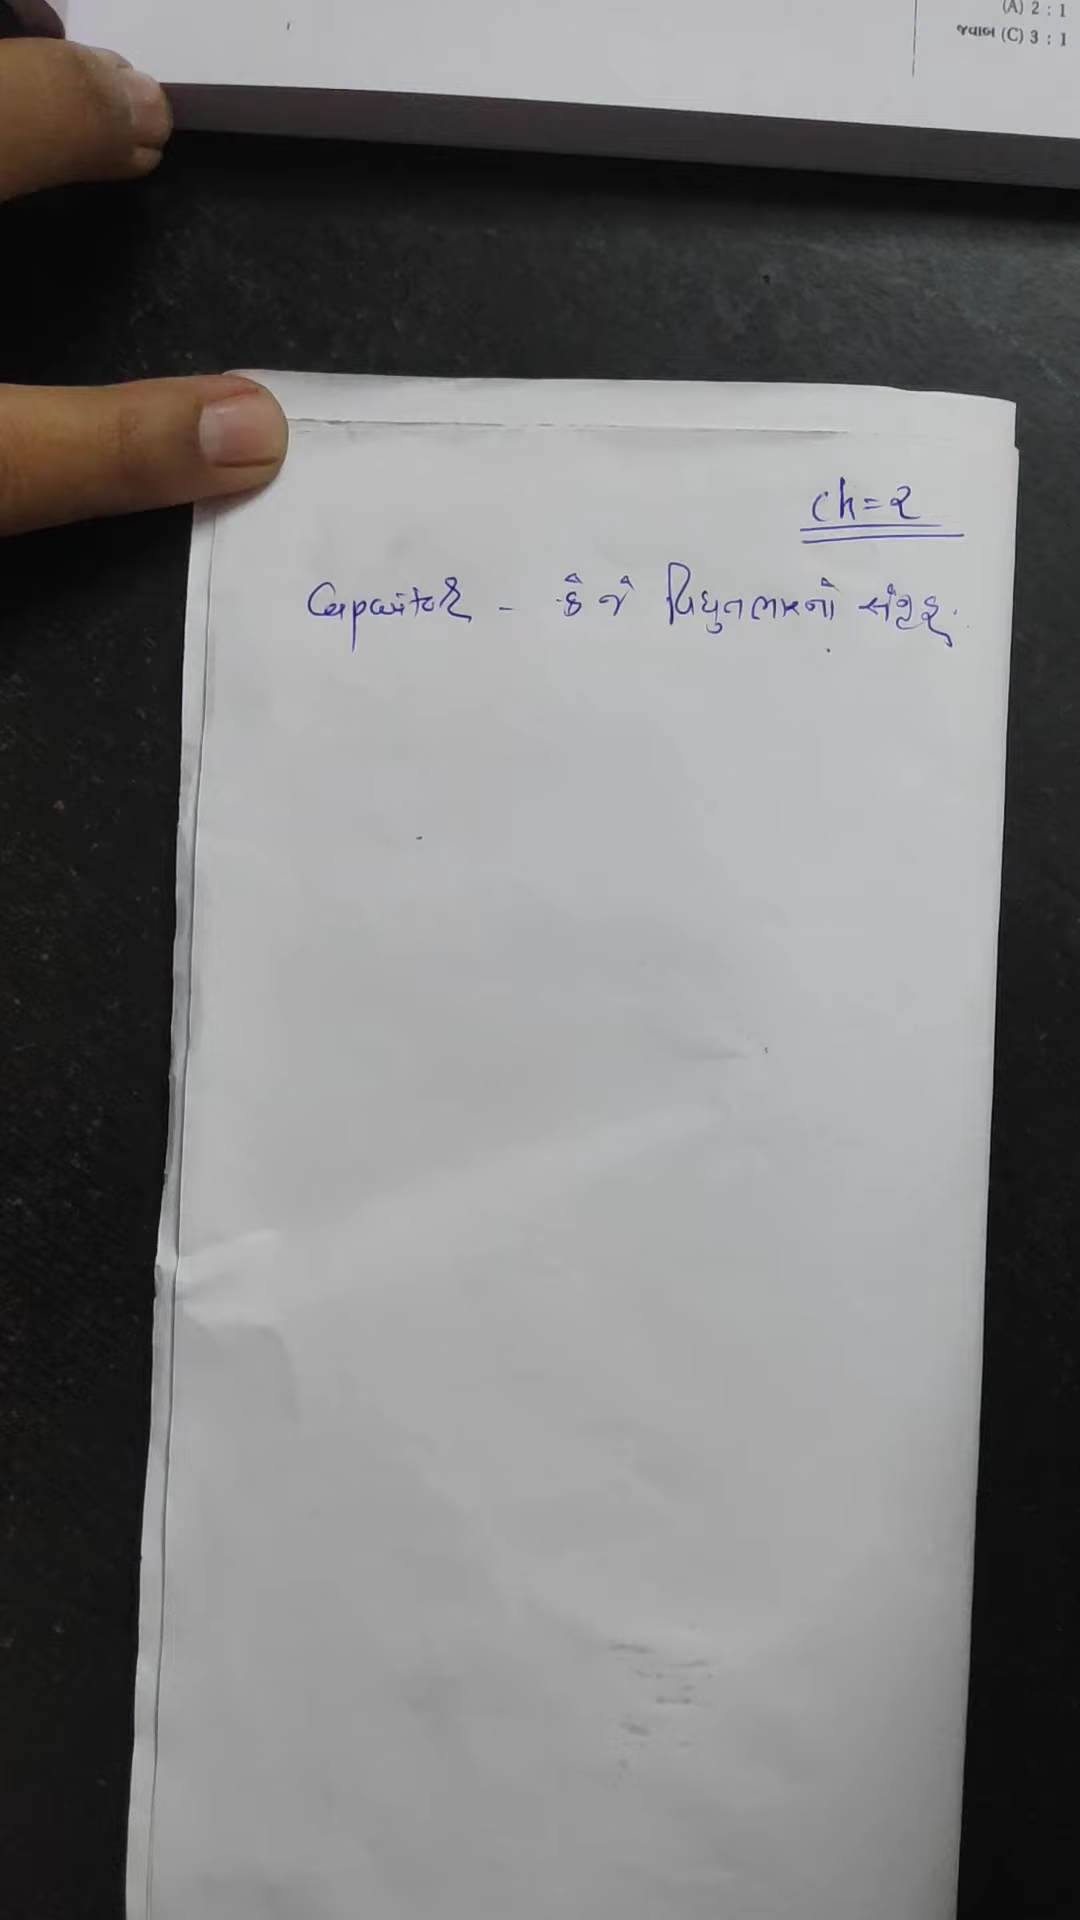 (A) 2 : 1
જવાબ (C) 3 : 1
ch = 2
Capacitor - કે જે વિધુતભારનો સંગ્રહ